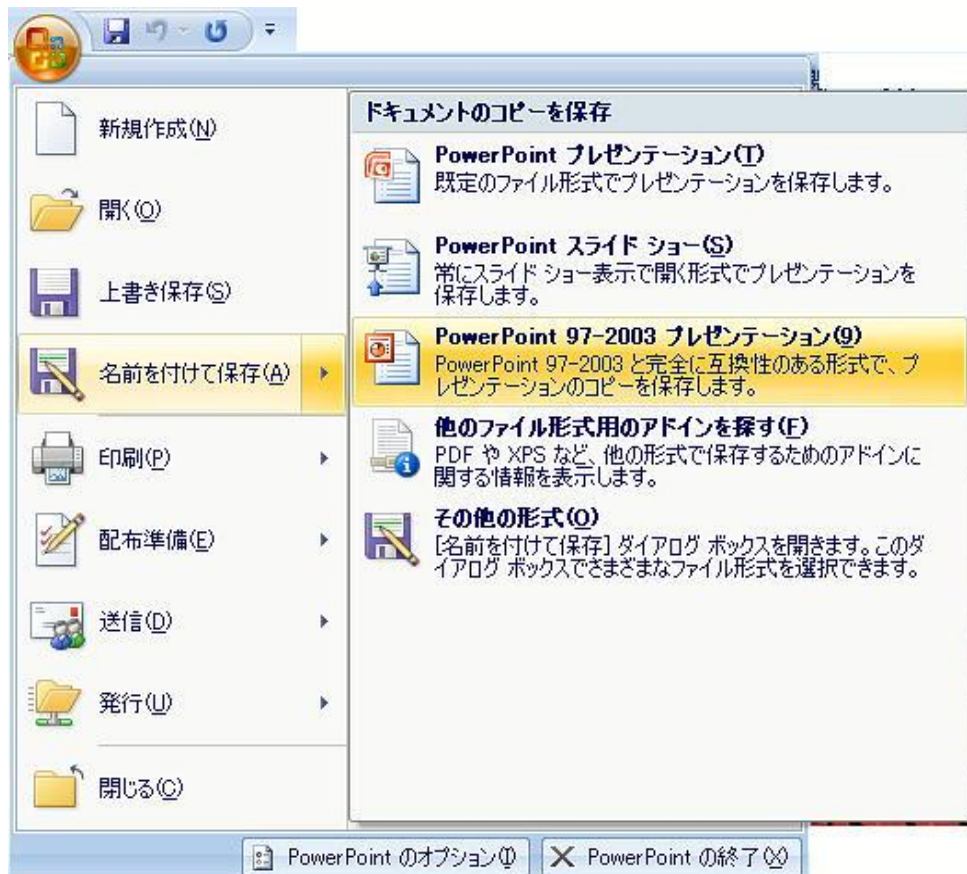 新規作成(N)
開く(O)
上書き保存(S)
名前を付けて保存(A)
印刷(P)
配布準備(E)
送信(D)
発行(U)
閉じる(C)
ドキュメントのコピーを保存
PowerPoint プレゼンテーション(T)
既定のファイル形式でプレゼンテーションを保存します。
PowerPoint スライド ショー(S)
常にスライド ショー表示で開く形式でプレゼンテーションを
保存します。
PowerPoint 97-2003 プレゼンテーション(9)
PowerPoint 97-2003 と完全に互換性のある形式で、プ
レゼンテーションのコピーを保存します。
他のファイル形式用のアドインを探す(F)
PDF や XPS など、他の形式で保存するためのアドインに
関する情報を表示します。
その他の形式(O)
[名前を付けて保存] ダイアログ ボックスを開きます。このダ
イアログ ボックスでさまざまなファイル形式を選択できます。
PowerPoint のオプション(I)
PowerPoint の終了(X)